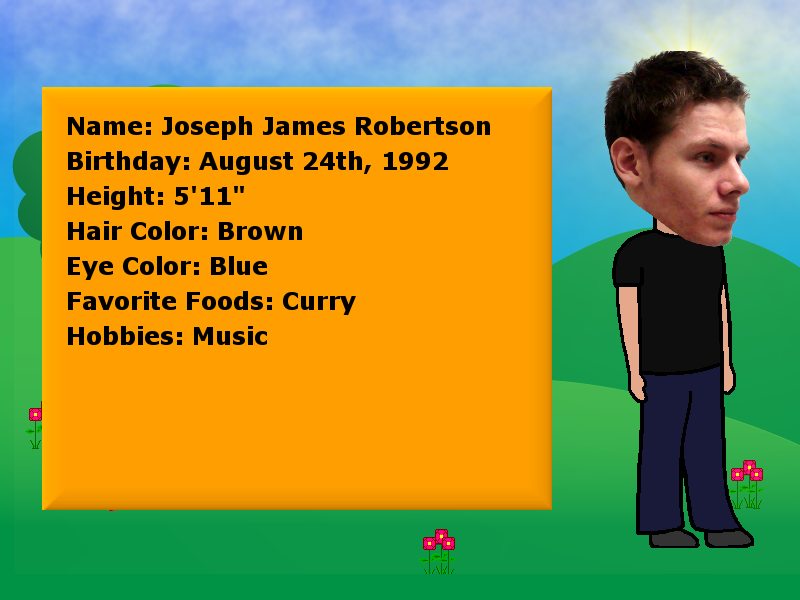 Name: Joseph James Robertson
Birthday: August 24th, 1992
Height: 5'11"
Hair Color: Brown
Eye Color: Blue
Favorite Foods: Curry
Hobbies: Music